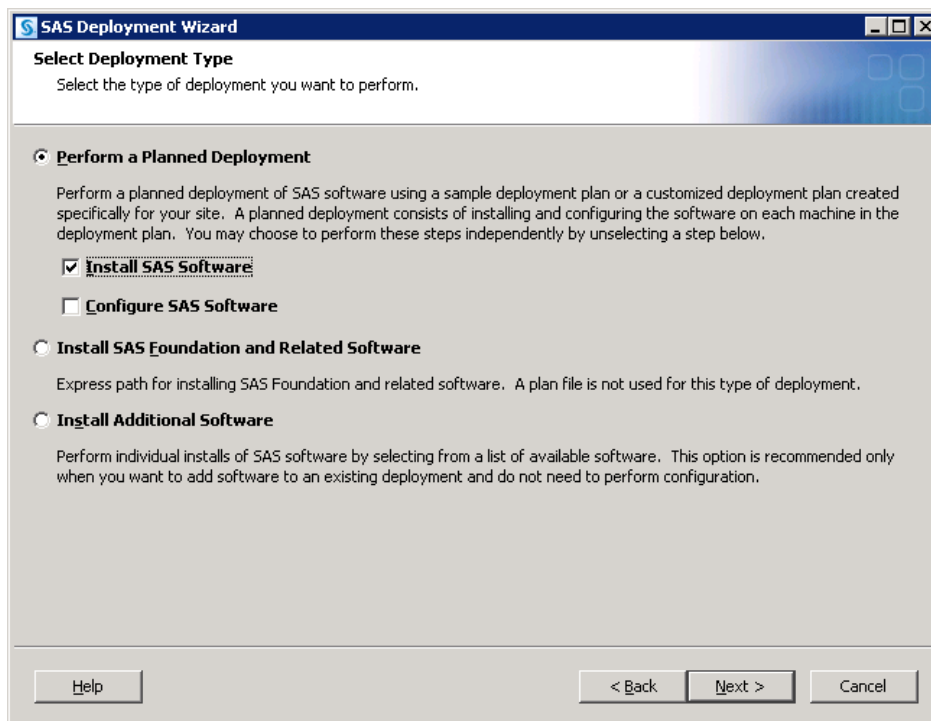 SAS Deployment Wizard
Select Deployment Type
Select the type of deployment you want to perform.
Perform a Planned Deployment
Perform a planned deployment of SAS software using a sample deployment plan or a customized deployment plan created
specifically for your site. A planned deployment consists of installing and configuring the software on each machine in the
deployment plan. You may choose to perform these steps independently by unselecting a step below.
Install SAS Software
Configure SAS Software
Install SAS Foundation and Related Software
Express path for installing SAS Foundation and related software. A plan file is not used for this type of deployment.
Install Additional Software
Perform individual installs of SAS software by selecting from a list of available software. This option is recommended only
when you want to add software to an existing deployment and do not need to perform configuration.
Help
< Back
Next >
Cancel